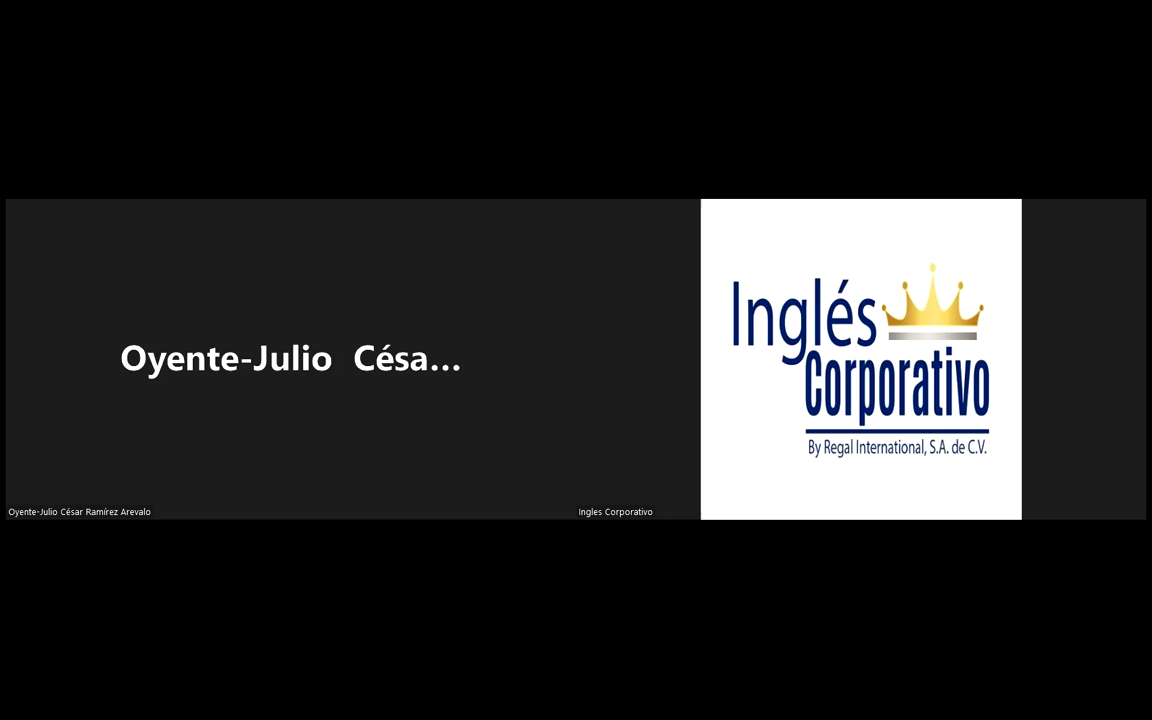 Oyente-Julio César...
Inglés
Corporativo
By Regal International, S.A. de C.V.
Oyente-Julio César Ramírez Arevalo
Ingles Corporativo